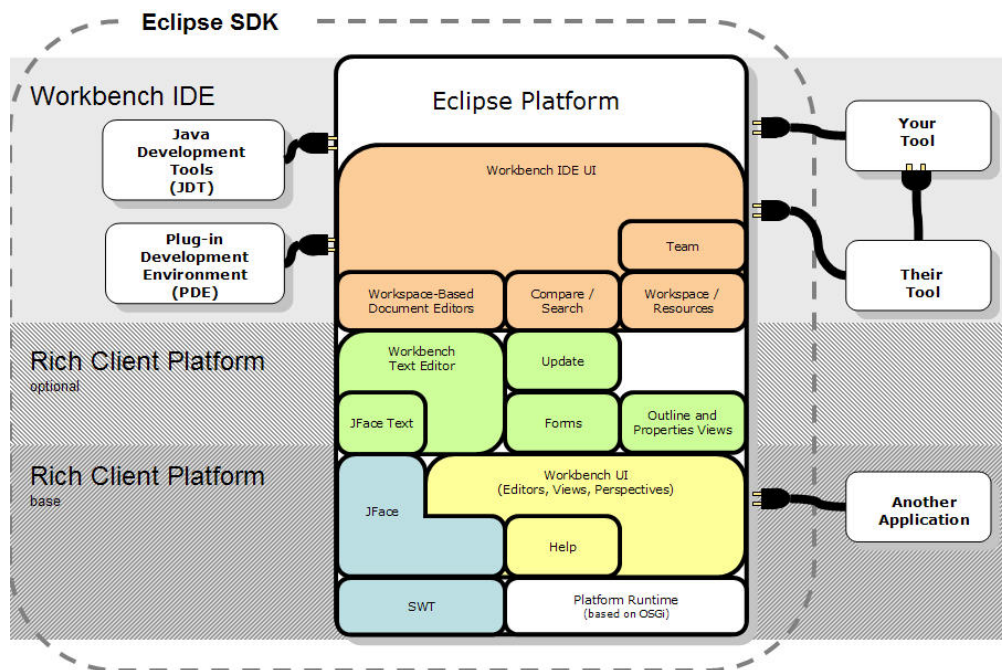 Eclipse SDK
Workbench IDE
Eclipse Platform
Java
Development
Tools
(JDT)
Your
Tool
Workbench IDE UI
Plug-in
Development
Environment
(PDE)
Team
Their
Tool
Workspace-Based
Document Editors
Compare /
Search
Workspace /
Resources
Rich Client Platform
optional
Workbench
Text Editor
Update
JFace Text
Forms
Outline and
Properties Views
Rich Client Platform
base
Workbench UI
(Editors, Views, Perspectives)
JFace
Help
Another
Application
SWT
Platform Runtime
(based on OSGi)